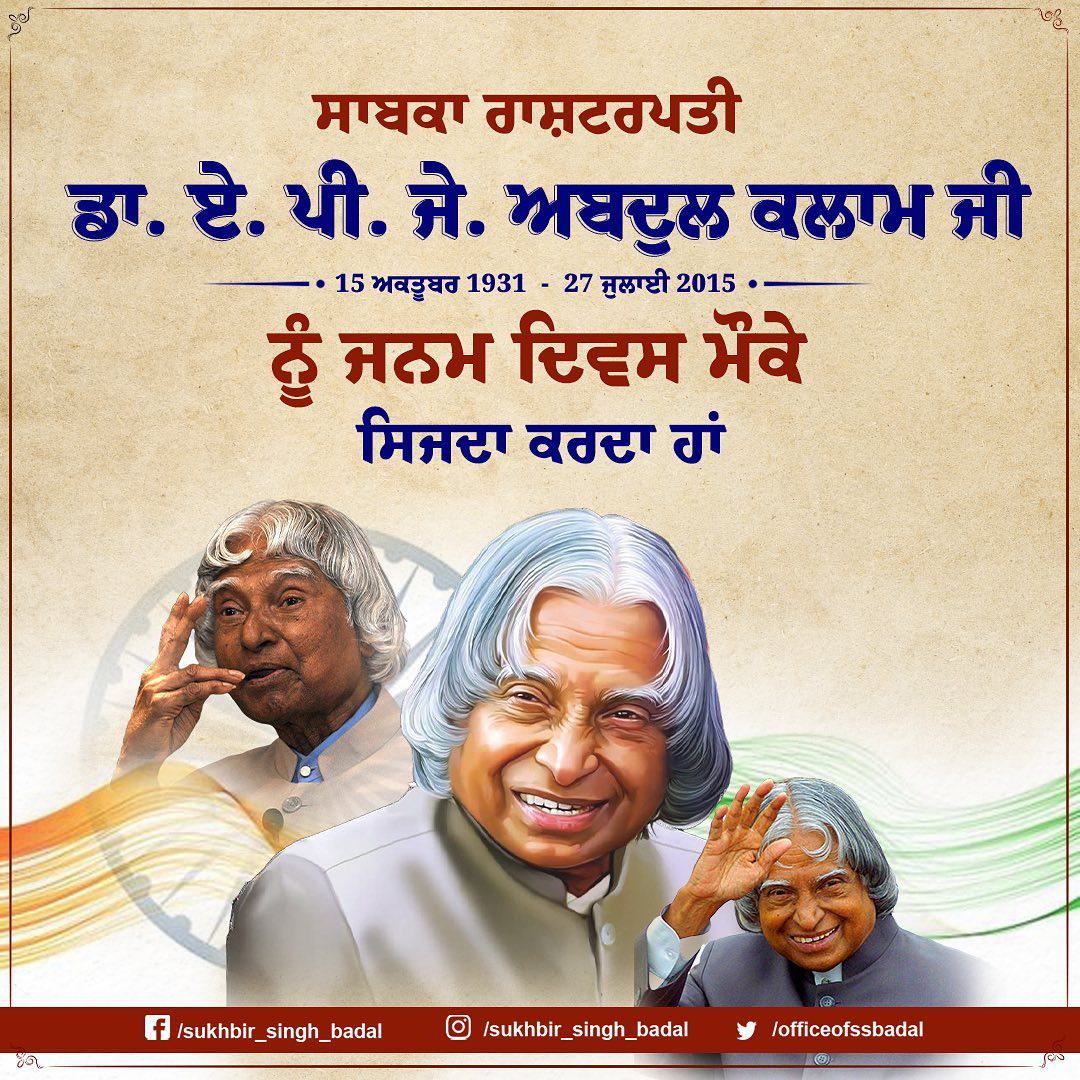 ਸਾਬਕਾ ਰਾਸ਼ਟਰਪਤੀ
ਡਾ. ਏ. ਪੀ. ਜੇ. ਅਬਦੁਲ ਕਲਾਮ ਜੀ
• 15 ਅਕਤੂਬਰ 1931 - 27 ਜੁਲਾਈ 2015 •
ਨੂੰ ਜਨਮ ਦਿਵਸ ਮੌਕੇ
ਸਿਜਦਾ ਕਰਦਾ ਹਾਂ
/sukhbir_singh_badal /sukhbir_singh_badal /officeofssbadal